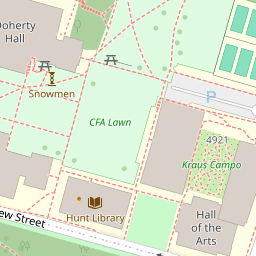 Doherty
Hall
Snowmen
P
CFA Lawn
4921
Kraus Campo
Hunt Library
Hall
of the
Arts
ew Street